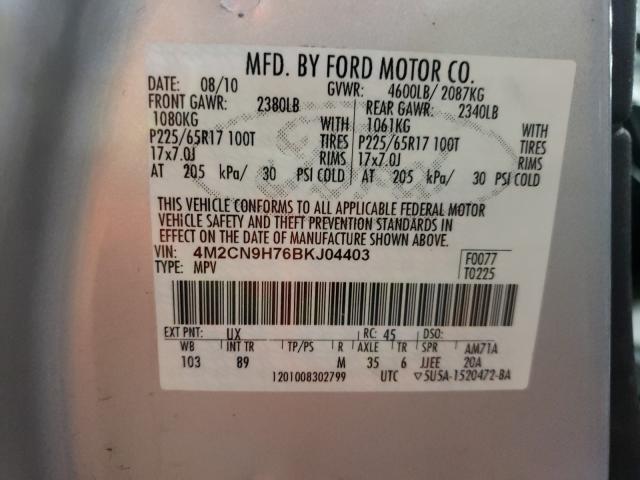 MFD. BY FORD MOTOR CO.
DATE: 08/10 GVWR: 4600LB/ 2087KG
FRONT GAWR: 2380LB REAR GAWR: 2340LB
1080KG WITH 1061KG WITH
P225/65R17 100T TIRES P225/65R17 100T TIRES
17x7.0J RIMS 17x7.0J RIMS
AT 205 kPa/ 30 PSI COLD AT 205 kPa/ 30 PSI COLD
Ford
THIS VEHICLE CONFORMS TO ALL APPLICABLE FEDERAL MOTOR
VEHICLE SAFETY AND THEFT PREVENTION STANDARDS IN
EFFECT ON THE DATE OF MANUFACTURE SHOWN ABOVE.
VIN: 4M2CN9H76BKJ04403 F0077
TYPE: MPV T0225
EXT PNT: UX RC: 45 DSO:
WB INT TR TP/PS R AXLE TR SPR AM71A
103 89 M 35 6 JJEE 20A
1201008302799 UTC ▽5U5A-1520472-BA